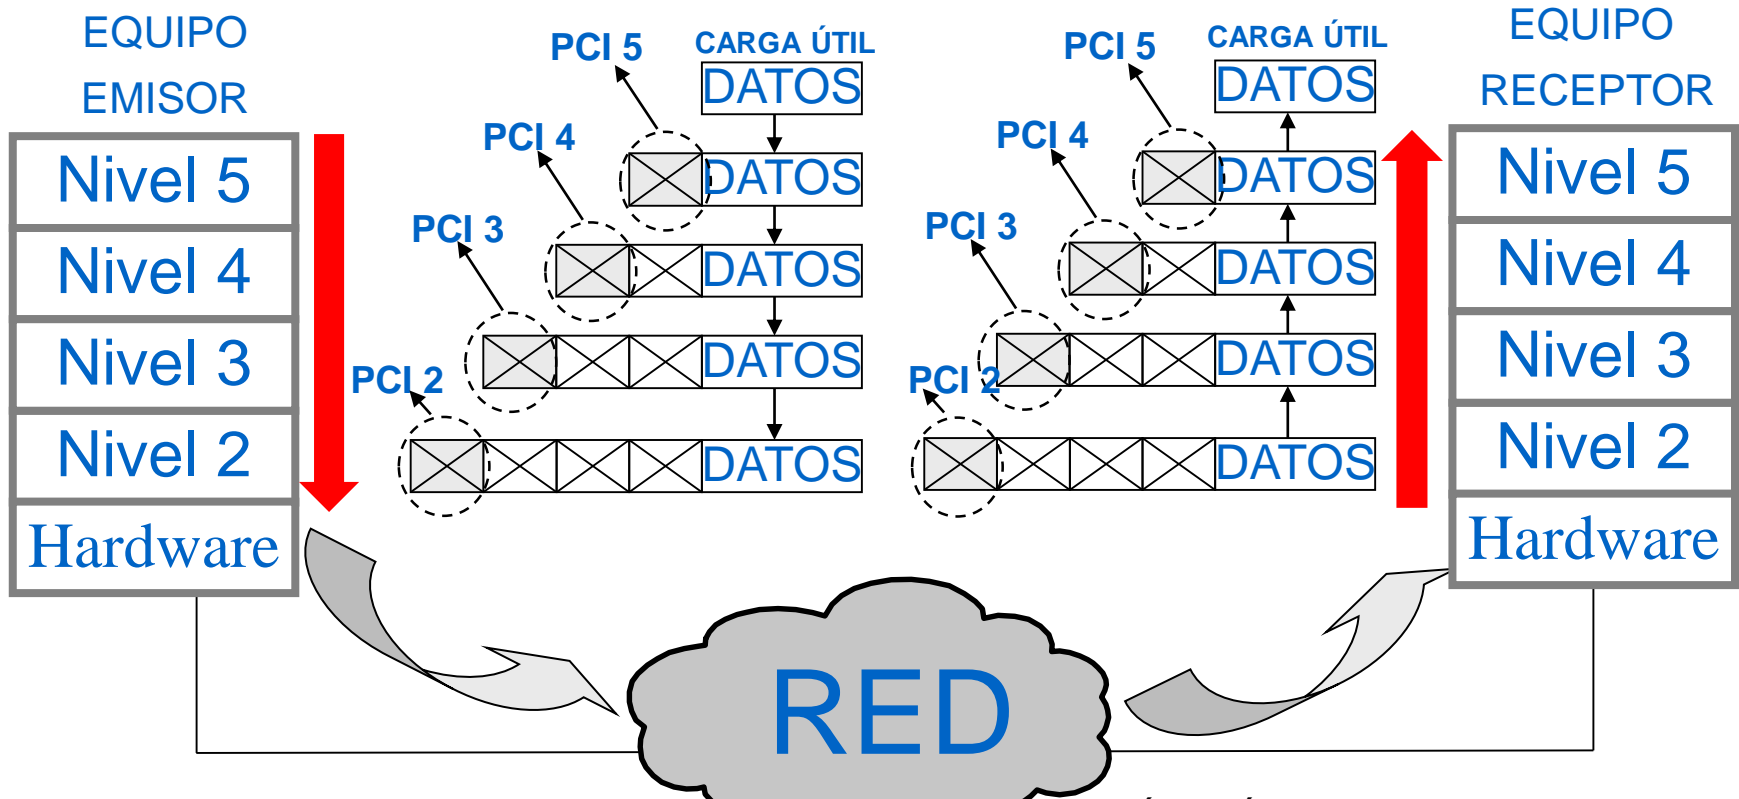 EQUIPO
EMISOR
Nivel 5
Nivel 4
Nivel 3
Nivel 2
Hardware
PCI 5
CARGA ÚTIL
DATOS
PCI 4
DATOS
PCI 3
DATOS
PCI 2
DATOS
DATOS
PCI 5
CARGA ÚTIL
DATOS
PCI 4
DATOS
PCI 3
DATOS
PCI 2
DATOS
DATOS
EQUIPO
RECEPTOR
Nivel 5
Nivel 4
Nivel 3
Nivel 2
Hardware
RED